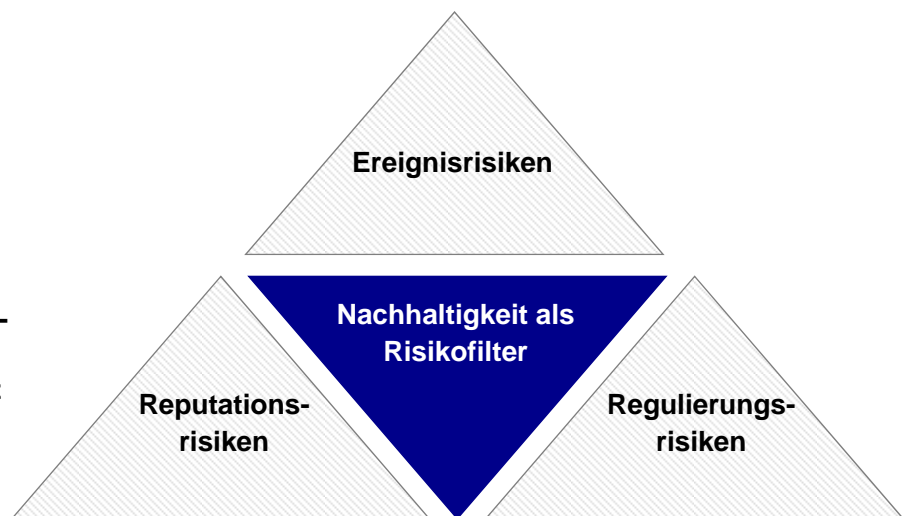 Ereignisrisiken
Nachhaltigkeit als
Risikofilter
Reputations-
risiken
Regulierungs-
risiken